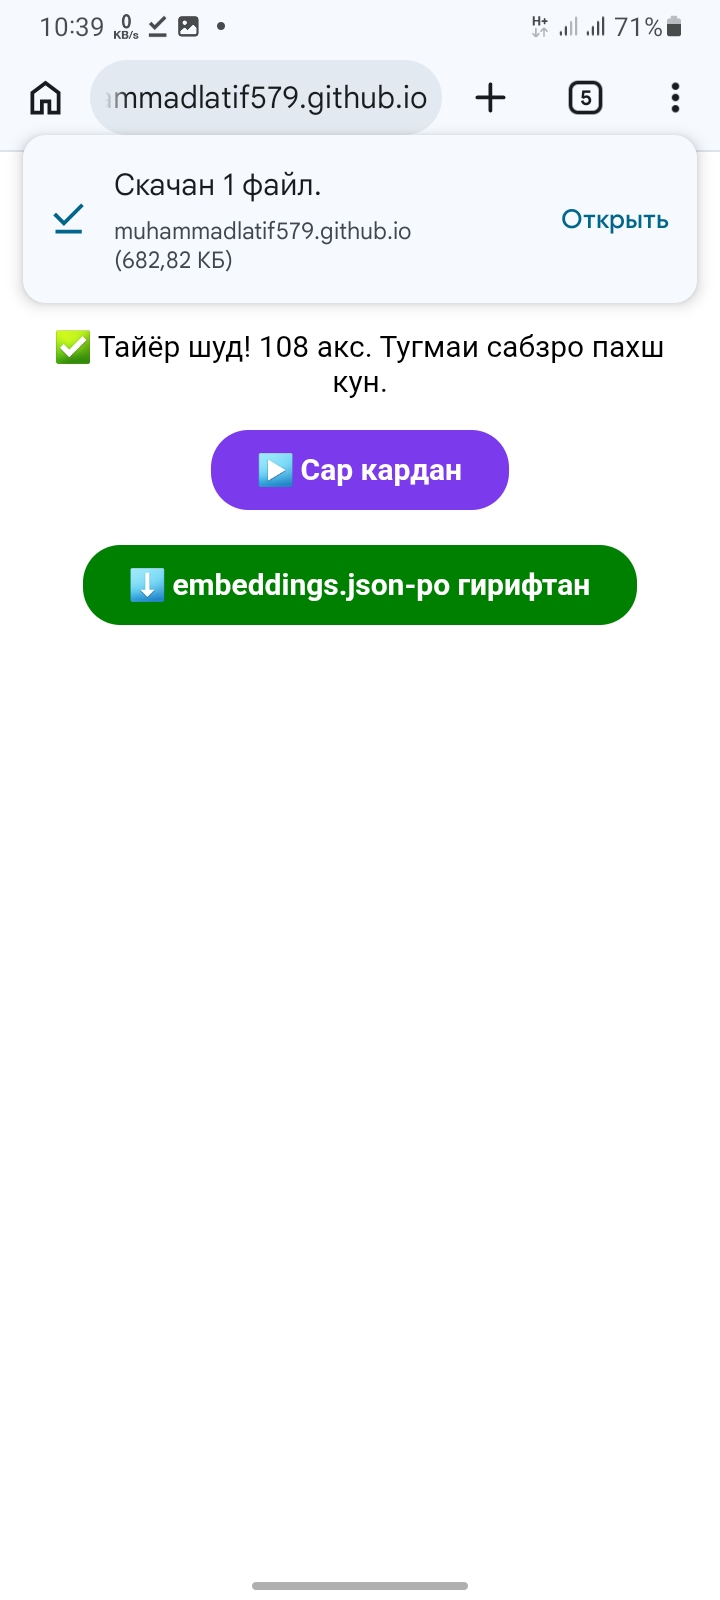 10:39 0 KB/s H+ 71%
ammadlatif579.github.io 5
Скачан 1 файл.
muhammadlatif579.github.io
(682,82 КБ)
Открыть
✅ Тайёр шуд! 108 акс. Тугмаи сабзро пахш
кун.
▶️ Сар кардан
⬇️ embeddings.json-ро гирифтан